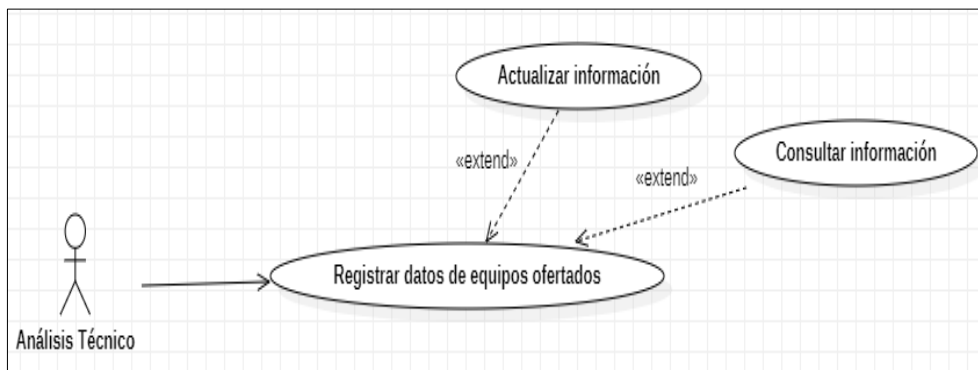 Actualizar información
Consultar información
«extend»
«extend»
Registrar datos de equipos ofertados
Análisis Técnico